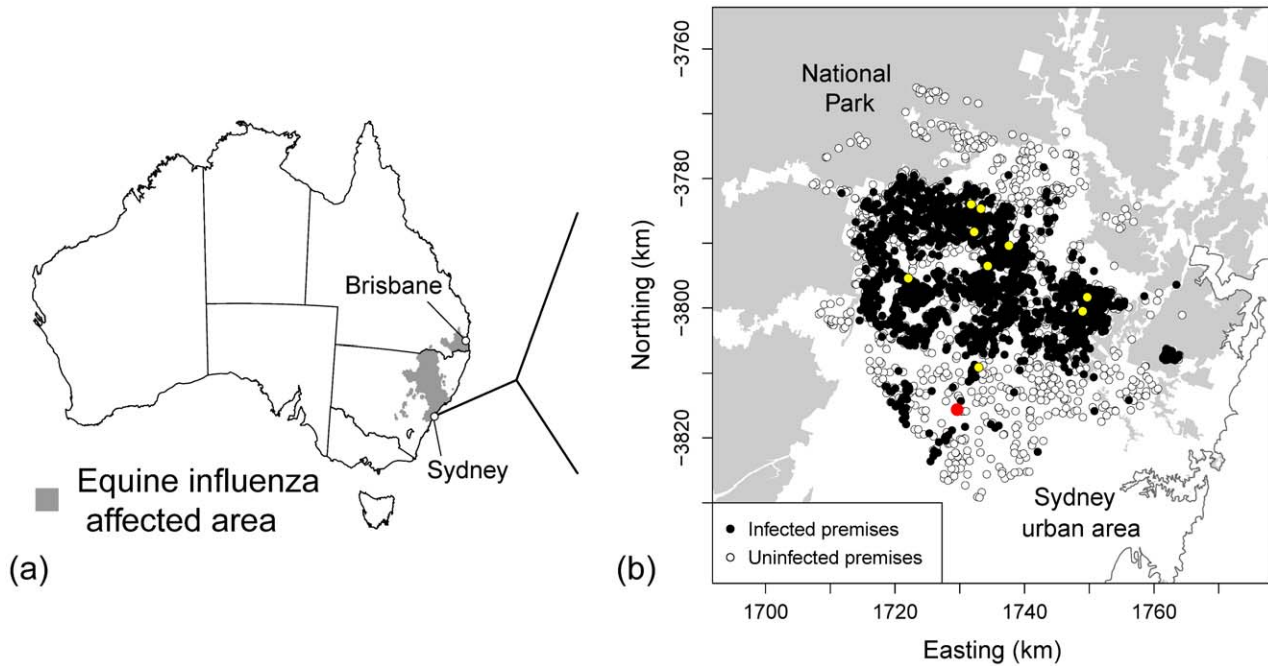 Brisbane
Sydney
Equine influenza
affected area
(a)
National
Park
Sydney
urban area
Infected premises
Uninfected premises
Northing (km)
−3760
−3780
−3800
−3820
1700
1720
1740
1760
Easting (km)
(b)